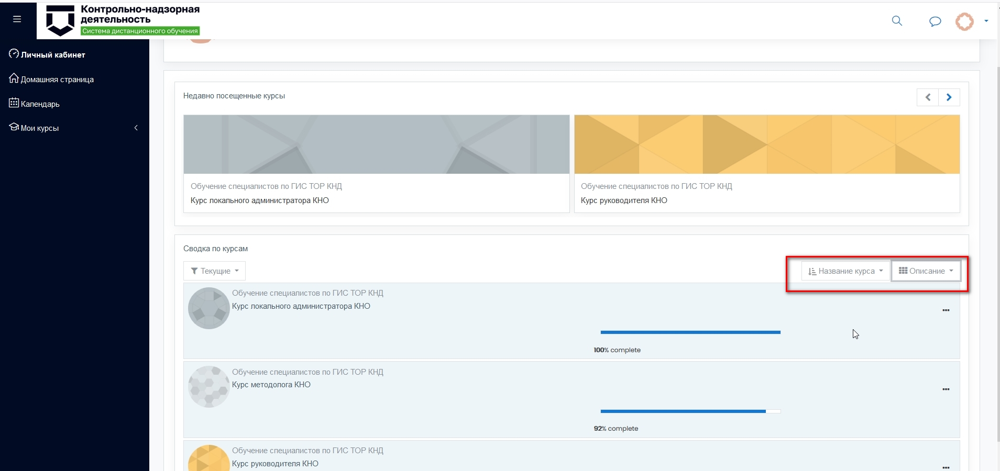 Контрольно-надзорная
деятельность
Система дистанционого обучения
Личный кабинет
Домашняя страница
Календарь
Мои курсы
Недавно посещенные курсы
Обучение специалистов по ГИС ТОР КНД
Курс локального администратора КНО
Обучение специалистов по ГИС ТОР КНД
Курс руководителя КНО
Сводка по курсам
Текущие
Название курса
Описание
Обучение специалистов по ГИС ТОР КНД
Курс локального администратора КНО
100% complete
Обучение специалистов по ГИС ТОР КНД
Курс методолога КНО
92% complete
Обучение специалистов по ГИС ТОР КНД
Курс руководителя КНО